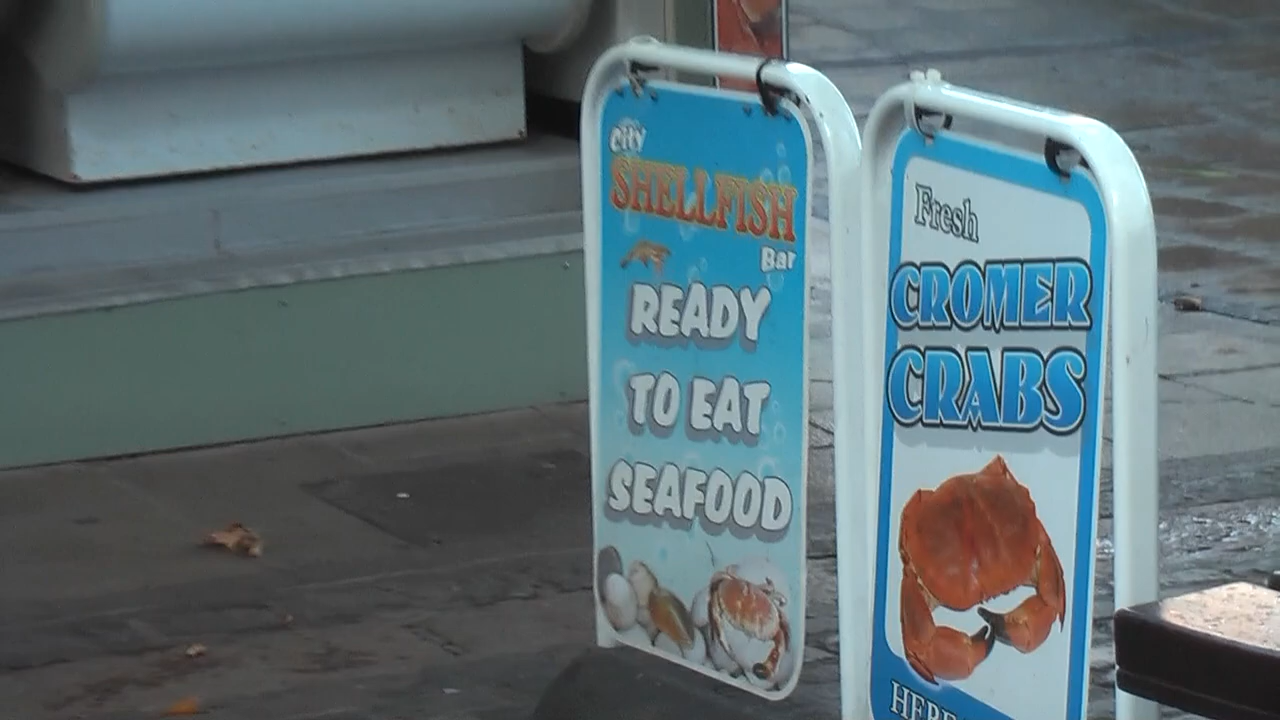 City
SHELLFISH
Bar
READY
TO EAT
SEAFOOD
Fresh
CROMER
CRABS